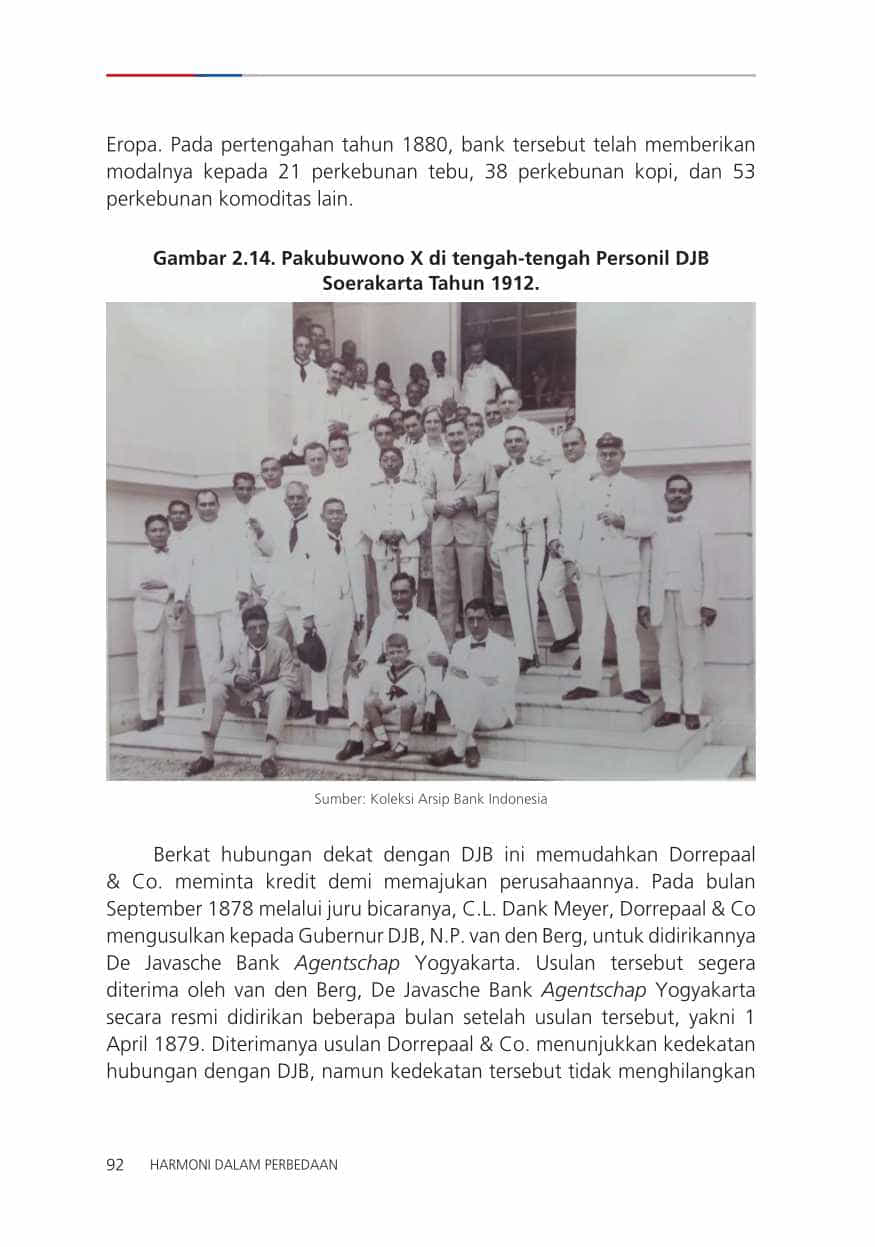 Eropa. Pada pertengahan tahun 1880, bank tersebut telah memberikan
modalnya kepada 21 perkebunan tebu, 38 perkebunan kopi, dan 53
perkebunan komoditas lain.
Gambar 2.14. Pakubuwono X di tengah-tengah Personil DJB
Soerakarta Tahun 1912.
Sumber: Koleksi Arsip Bank Indonesia
Berkat hubungan dekat dengan DJB ini memudahkan Dorrepaal
& Co. meminta kredit demi memajukan perusahaannya. Pada bulan
September 1878 melalui juru bicaranya, C.L. Dank Meyer, Dorrepaal & Co
mengusulkan kepada Gubernur DJB, N.P. van den Berg, untuk didirikannya
De Javasche Bank Agentschap Yogyakarta. Usulan tersebut segera
diterima oleh van den Berg, De Javasche Bank Agentschap Yogyakarta
secara resmi didirikan beberapa bulan setelah usulan tersebut, yakni 1
April 1879. Diterimanya usulan Dorrepaal & Co. menunjukkan kedekatan
hubungan dengan DJB, namun kedekatan tersebut tidak menghilangkan
92 HARMONI DALAM PERBEDAAN